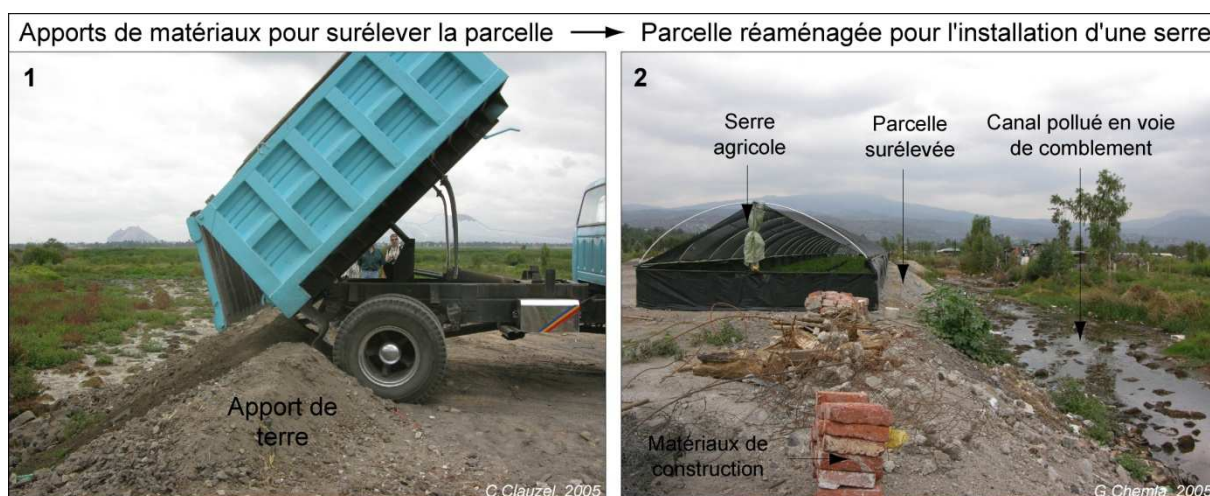 Apports de matériaux pour surélever la parcelle
Parcelle réaménagée pour l'installation d'une serre
1
Apport de
terre
C.Clauzel, 2005
2
Serre
agricole
Parcelle
surélevée
Canal pollué en voie
de comblement
Matériaux de
construction
G.Chemla, 2005